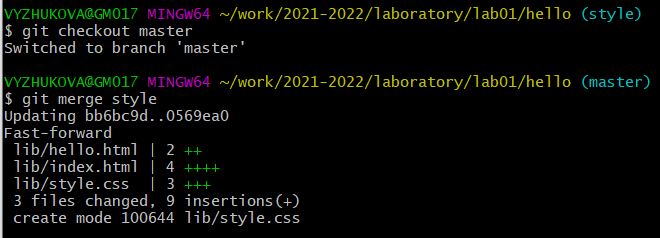 VYZHUKOVA@GM017 MINGW64 ~/work/2021-2022/laboratory/lab01/hello (style)
$ git checkout master
Switched to branch 'master'
VYZHUKOVA@GM017 MINGW64 ~/work/2021-2022/laboratory/lab01/hello (master)
$ git merge style
Updating bb6bc9d..0569ea0
Fast-forward
 lib/hello.html | 2 ++
 lib/index.html | 4 ++++
 lib/style.css  | 3 +++
 3 files changed, 9 insertions(+)
 create mode 100644 lib/style.css